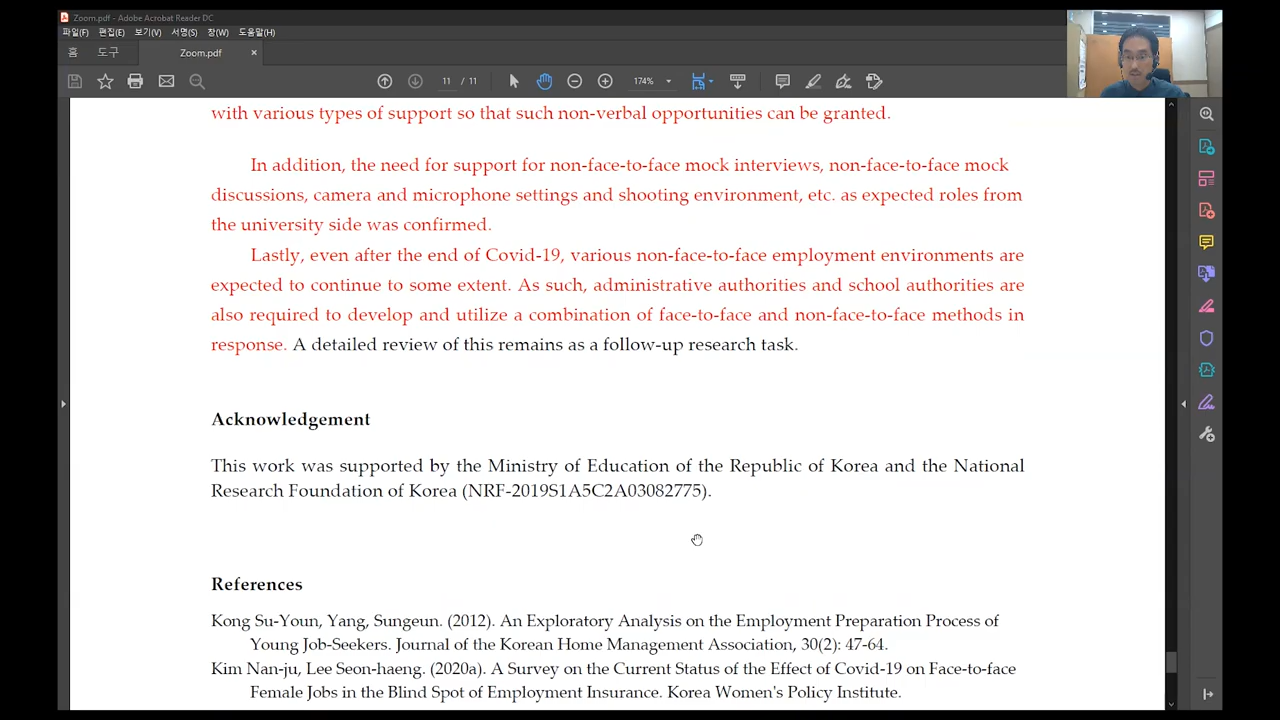 Zoom.pdf - Adobe Acrobat Reader DC
파일(F) 편집(E) 보기(V) 서명(S) 창(W) 도움말(H)
홈 도구 Zoom.pdf ×
11 / 11 174%
with various types of support so that such non-verbal opportunities can be granted.
In addition, the need for support for non-face-to-face mock interviews, non-face-to-face mock
discussions, camera and microphone settings and shooting environment, etc. as expected roles from
the university side was confirmed.
Lastly, even after the end of Covid-19, various non-face-to-face employment environments are
expected to continue to some extent. As such, administrative authorities and school authorities are
also required to develop and utilize a combination of face-to-face and non-face-to-face methods in
response. A detailed review of this remains as a follow-up research task.
Acknowledgement
This work was supported by the Ministry of Education of the Republic of Korea and the National
Research Foundation of Korea (NRF-2019S1A5C2A03082775).
References
Kong Su-Youn, Yang, Sungeun. (2012). An Exploratory Analysis on the Employment Preparation Process of
Young Job-Seekers. Journal of the Korean Home Management Association, 30(2): 47-64.
Kim Nan-ju, Lee Seon-haeng. (2020a). A Survey on the Current Status of the Effect of Covid-19 on Face-to-face
Female Jobs in the Blind Spot of Employment Insurance. Korea Women's Policy Institute.